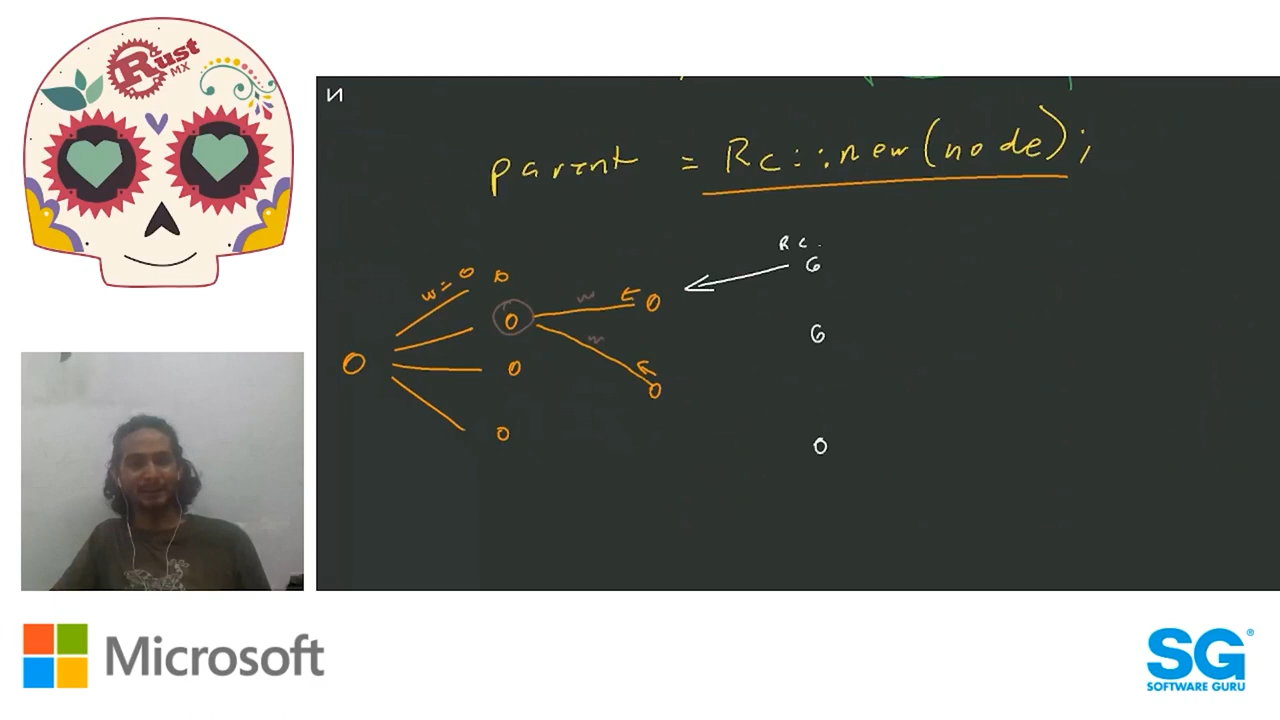 Rust
MX
parent = Rc::new(node);
Rc.
w=0
Microsoft
SG
SOFTWARE GURU